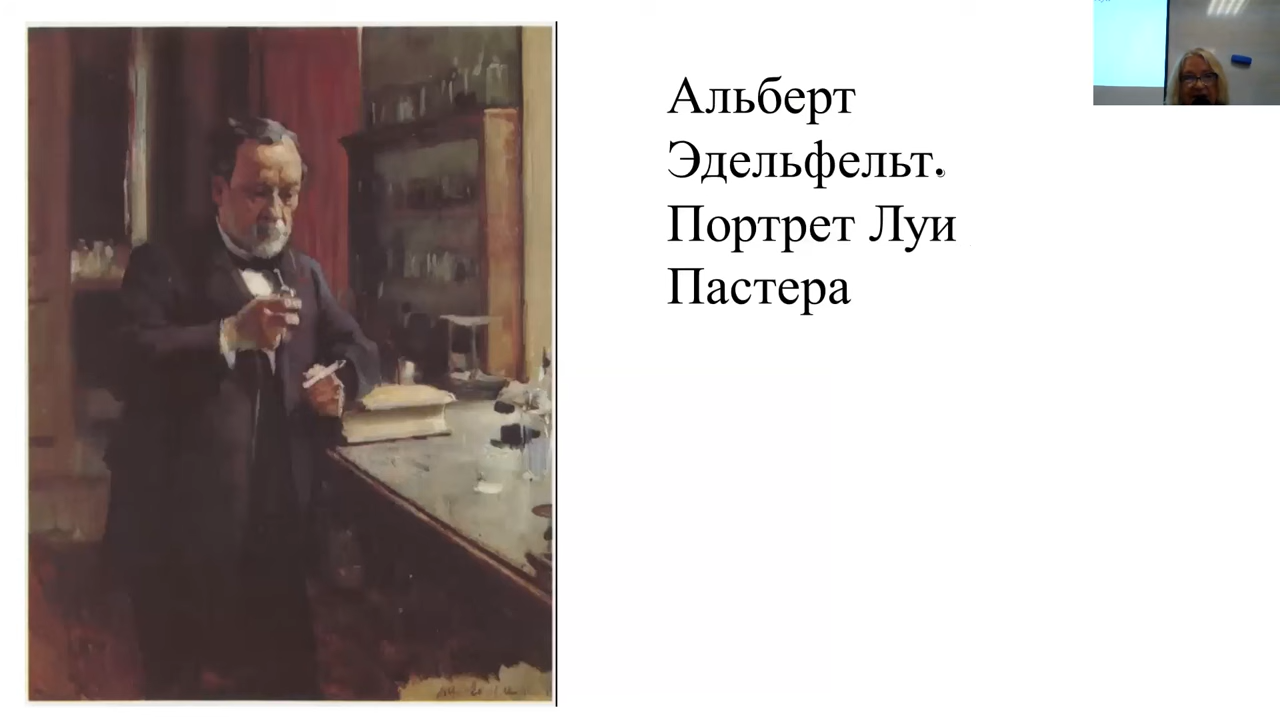 Альберт
Эдельфельт.
Портрет Луи
Пастера